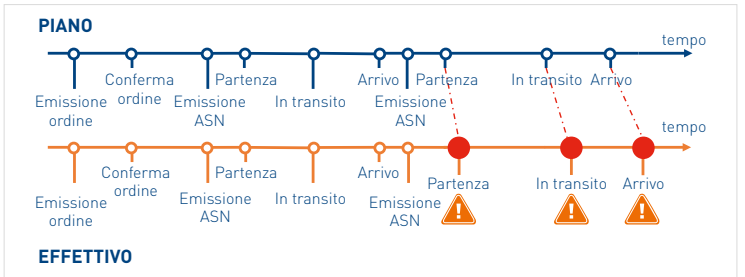 PIANO
tempo
Conferma
ordine
Partenza
Arrivo
Partenza
In transito
Arrivo
Emissione
ordine
Emissione
ASN
In transito
Emissione
ASN
tempo
Conferma
ordine
Partenza
Arrivo
Partenza
In transito
Arrivo
Emissione
ordine
Emissione
ASN
In transito
Emissione
ASN
!
!
!
EFFETTIVO